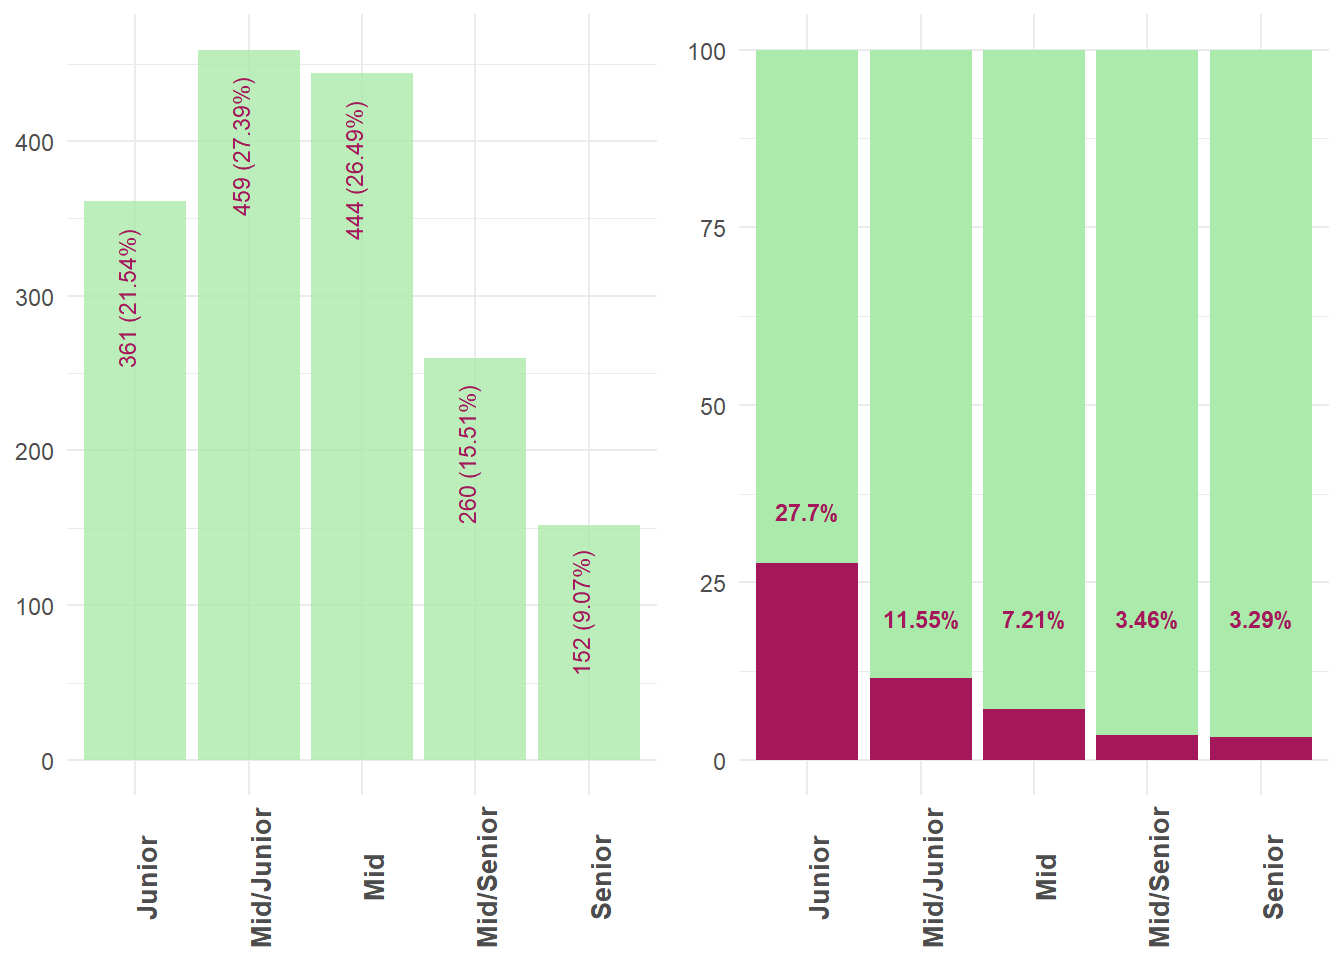 400
300
200
100
0
361 (21.54%)
459 (27.39%)
444 (26.49%)
260 (15.51%)
152 (9.07%)
Junior
Mid/Junior
Mid
Mid/Senior
Senior
100
75
50
25
0
27.7%
11.55%
7.21%
3.46%
3.29%
Junior
Mid/Junior
Mid
Mid/Senior
Senior